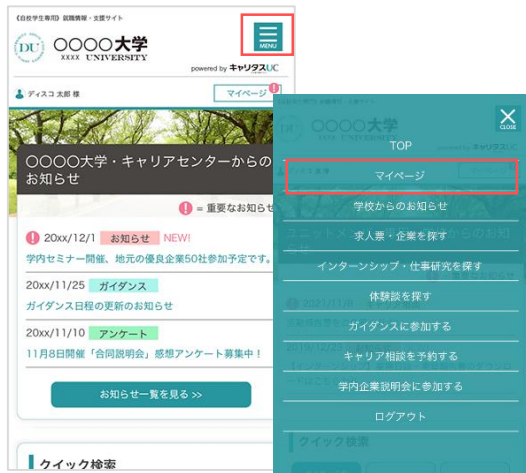 《自校学生専用》就職情報・支援サイト
DU
〇〇〇〇大学
XXXX UNIVERSITY
MENU
powered by キャリタスUC
ディスコ 太郎 様
マイページ
〇〇〇〇大学・キャリアセンターからの
お知らせ
= 重要なお知らせ
20xx/12/1 お知らせ NEW!
学内セミナー開催、地元の優良企業50社参加予定です。
20xx/11/25 ガイダンス
ガイダンス日程の更新のお知らせ
20xx/11/10 アンケート
11月8日開催「合同説明会」感想アンケート募集中！
お知らせ一覧を見る >>
クイック検索
CLOSE
TOP
マイページ
学校からのお知らせ
求人票・企業を探す
インターンシップ・仕事研究を探す
体験談を探す
ガイダンスに参加する
キャリア相談を予約する
学内企業説明会に参加する
ログアウト
クイック検索